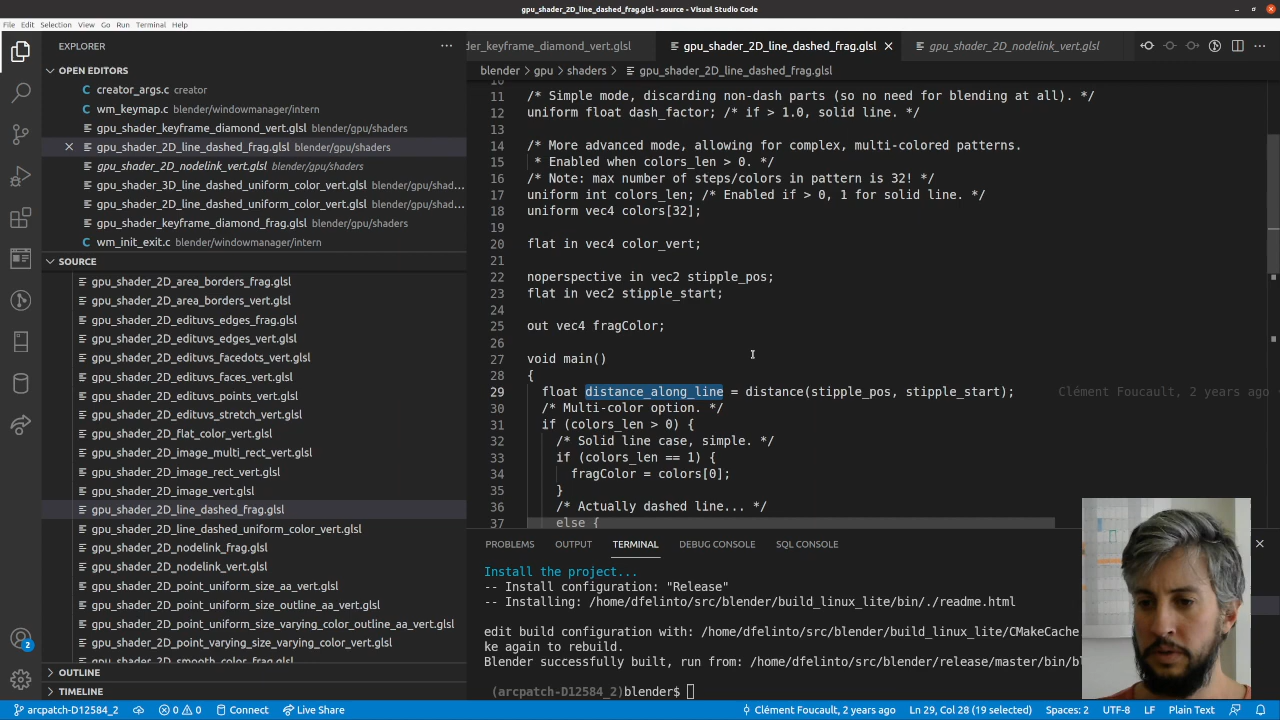 gpu_shader_2D_line_dashed_frag.glsl - source - Visual Studio Code
File Edit Selection View Go Run Terminal Help
EXPLORER
OPEN EDITORS
creator_args.c creator
wm_keymap.c blender/windowmanager/intern
gpu_shader_keyframe_diamond_vert.glsl blender/gpu/shaders
gpu_shader_2D_line_dashed_frag.glsl blender/gpu/shaders
gpu_shader_2D_nodelink_vert.glsl blender/gpu/shaders
gpu_shader_3D_line_dashed_uniform_color_vert.glsl blender/gpu/shad...
gpu_shader_2D_line_dashed_uniform_color_vert.glsl blender/gpu/shad...
gpu_shader_keyframe_diamond_frag.glsl blender/gpu/shaders
wm_init_exit.c blender/windowmanager/intern
SOURCE
gpu_shader_2D_area_borders_frag.glsl
gpu_shader_2D_area_borders_vert.glsl
gpu_shader_2D_edituvs_edges_frag.glsl
gpu_shader_2D_edituvs_edges_vert.glsl
gpu_shader_2D_edituvs_facedots_vert.glsl
gpu_shader_2D_edituvs_faces_vert.glsl
gpu_shader_2D_edituvs_points_vert.glsl
gpu_shader_2D_edituvs_stretch_vert.glsl
gpu_shader_2D_flat_color_vert.glsl
gpu_shader_2D_image_multi_rect_vert.glsl
gpu_shader_2D_image_rect_vert.glsl
gpu_shader_2D_image_vert.glsl
gpu_shader_2D_line_dashed_frag.glsl
gpu_shader_2D_line_dashed_uniform_color_vert.glsl
gpu_shader_2D_nodelink_frag.glsl
gpu_shader_2D_nodelink_vert.glsl
gpu_shader_2D_point_uniform_size_aa_vert.glsl
gpu_shader_2D_point_uniform_size_outline_aa_vert.glsl
gpu_shader_2D_point_uniform_size_varying_color_outline_aa_vert.glsl
gpu_shader_2D_point_varying_size_varying_color_vert.glsl
gpu_shader_2D_smooth_color_frag.glsl
OUTLINE
TIMELINE
der_keyframe_diamond_vert.glsl gpu_shader_2D_line_dashed_frag.glsl gpu_shader_2D_nodelink_vert.glsl
blender > gpu > shaders > gpu_shader_2D_line_dashed_frag.glsl
10
11 /* Simple mode, discarding non-dash parts (so no need for blending at all). */
12 uniform float dash_factor; /* if > 1.0, solid line. */
13
14 /* More advanced mode, allowing for complex, multi-colored patterns.
15 * Enabled when colors_len > 0. */
16 /* Note: max number of steps/colors in pattern is 32! */
17 uniform int colors_len; /* Enabled if > 0, 1 for solid line. */
18 uniform vec4 colors[32];
19
20 flat in vec4 color_vert;
21
22 noperspective in vec2 stipple_pos;
23 flat in vec2 stipple_start;
24
25 out vec4 fragColor;
26
27 void main()
28 {
29 float distance_along_line = distance(stipple_pos, stipple_start); Clément Foucault, 2 years ago
30 /* Multi-color option. */
31 if (colors_len > 0) {
32 /* Solid line case, simple. */
33 if (colors_len == 1) {
34 fragColor = colors[0];
35 }
36 /* Actually dashed line... */
37 else {
PROBLEMS OUTPUT TERMINAL DEBUG CONSOLE SQL CONSOLE
Install the project...
-- Install configuration: "Release"
-- Installing: /home/dfelinto/src/blender/build_linux_lite/bin/./readme.html
edit build configuration with: /home/dfelinto/src/blender/build_linux_lite/CMakeCache
ke again to rebuild.
Blender successfully built, run from: /home/dfelinto/src/blender/release/master/bin/bl
(arcpatch-D12584_2)blender$
2
arcpatch-D12584_2 0 0 Connect Live Share Clément Foucault, 2 years ago Ln 29, Col 28 (19 selected) Spaces: 2 UTF-8 LF Plain Text